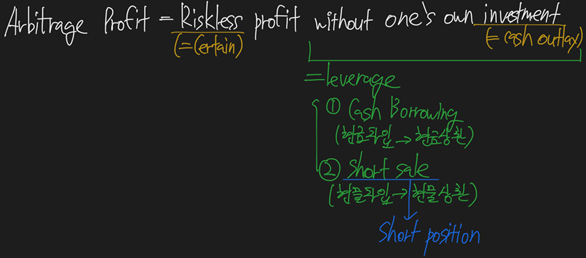 Arbitrage Profit = Riskless profit without one's own investment
(=Certain) (= cash outlay)
= leverage
① Cash Borrowing
(현금차입 → 현금상환)
② Short sale
(현물차입 → 현물상환)
Short position